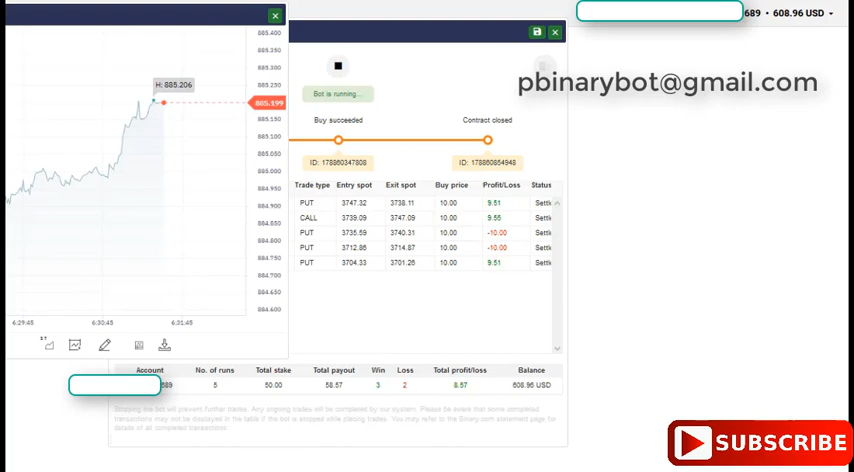 689 • 608.96 USD
885.400
885.350
885.300
885.250
H: 885.206
885.199
885.150
885.100
885.050
885.000
884.950
884.900
884.850
884.800
884.750
884.700
884.650
884.600
6:29:45 6:30:45 6:31:45
1T
pbinarybot@gmail.com
Bot is running...
Buy succeeded Contract closed
ID: 178860347808 ID: 178860854948
Trade type Entry spot Exit spot Buy price Profit/Loss Status
PUT 3747.32 3738.11 10.00 9.51 Settl
CALL 3739.09 3747.09 10.00 9.55 Settl
PUT 3735.59 3740.31 10.00 -10.00 Settl
PUT 3712.86 3714.87 10.00 -10.00 Settl
PUT 3704.33 3701.26 10.00 9.51 Settl
Account No. of runs Total stake Total payout Win Loss Total profit/loss Balance
689 5 50.00 58.57 3 2 8.57 608.96 USD
Stopping the bot will prevent further trades. Any ongoing trades will be completed by our system. Please be aware that some completed
transactions may not be displayed in the table if the bot is stopped while placing trades. You may refer to the Binary.com statement page for
details of all completed transactions.
SUBSCRIBE